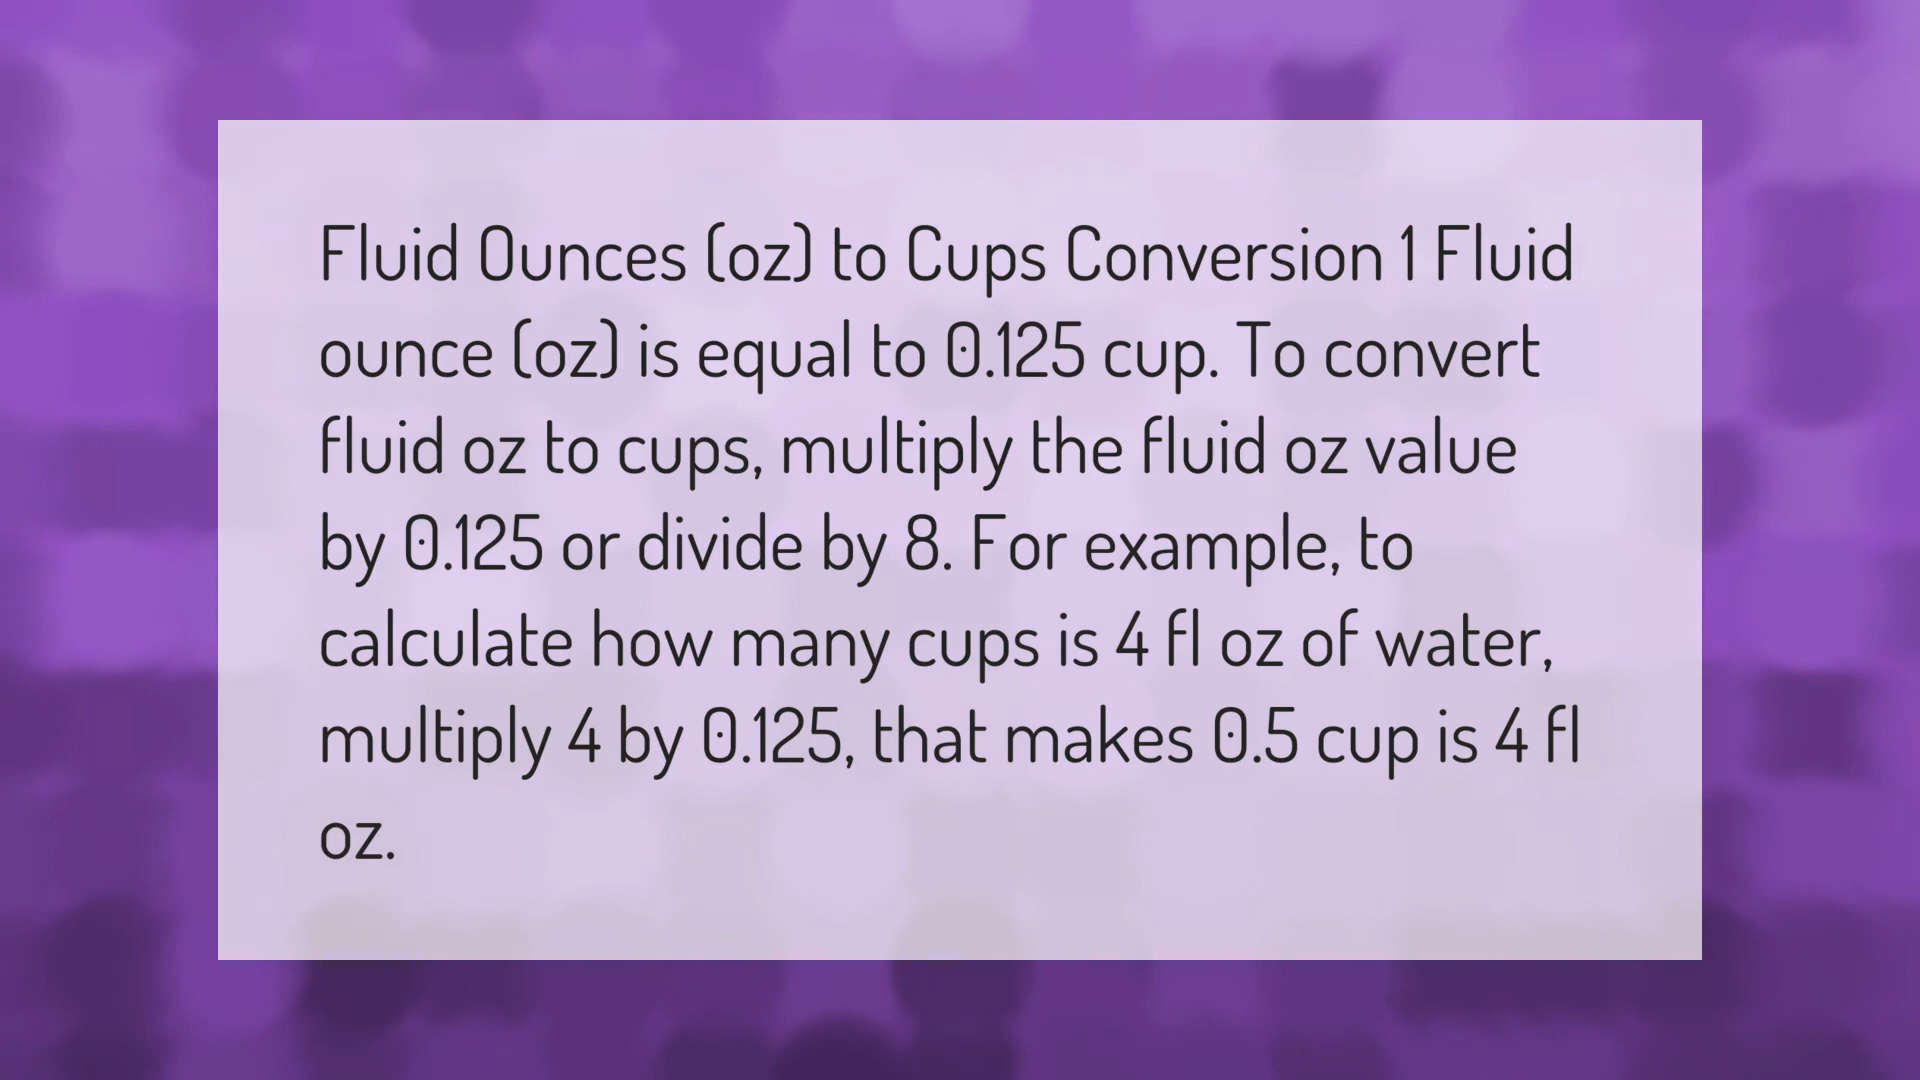 Fluid Ounces (oz) to Cups Conversion 1 Fluid
ounce (oz) is equal to 0.125 cup. To convert
fluid oz to cups, multiply the fluid oz value
by 0.125 or divide by 8. For example, to
calculate how many cups is 4 fl oz of water,
multiply 4 by 0.125, that makes 0.5 cup is 4 fl
oz.